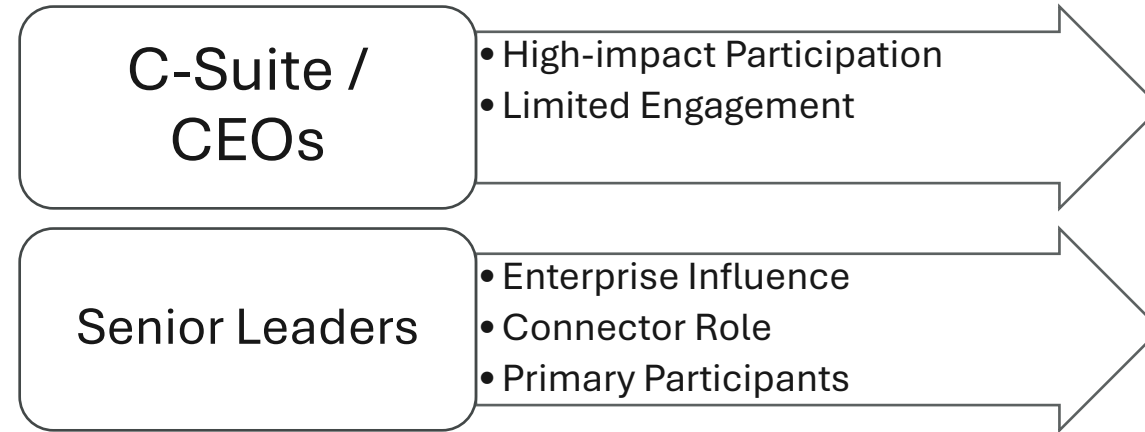 C-Suite /
CEOs
• High-impact Participation
• Limited Engagement
Senior Leaders
• Enterprise Influence
• Connector Role
• Primary Participants